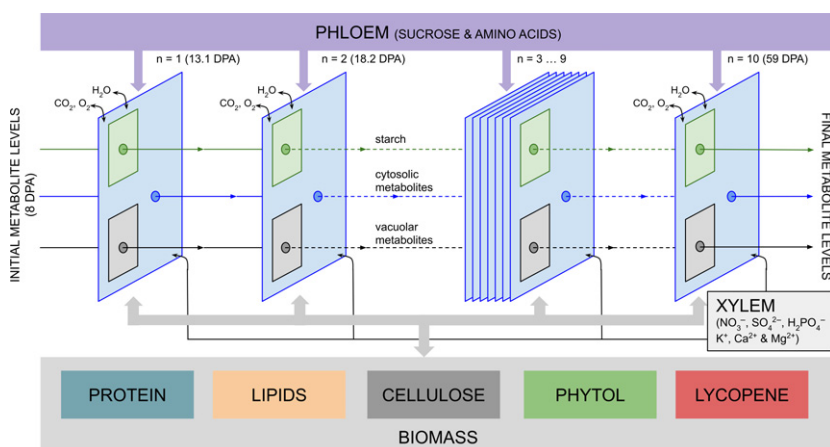 PHLOEM (SUCROSE & AMINO ACIDS)
n = 1 (13.1 DPA)
n = 2 (18.2 DPA)
n = 3 ... 9
n = 10 (59 DPA)
H₂O
CO₂, O₂
H₂O
CO₂, O₂
H₂O
CO₂, O₂
INITIAL METABOLITE LEVELS
(8 DPA)
starch
cytosolic
metabolites
vacuolar
metabolites
FINAL METABOLITE LEVELS
XYLEM
(NO₃⁻, SO₄²⁻, H₂PO₄⁻
K⁺, Ca²⁺ & Mg²⁺)
PROTEIN
LIPIDS
CELLULOSE
PHYTOL
LYCOPENE
BIOMASS